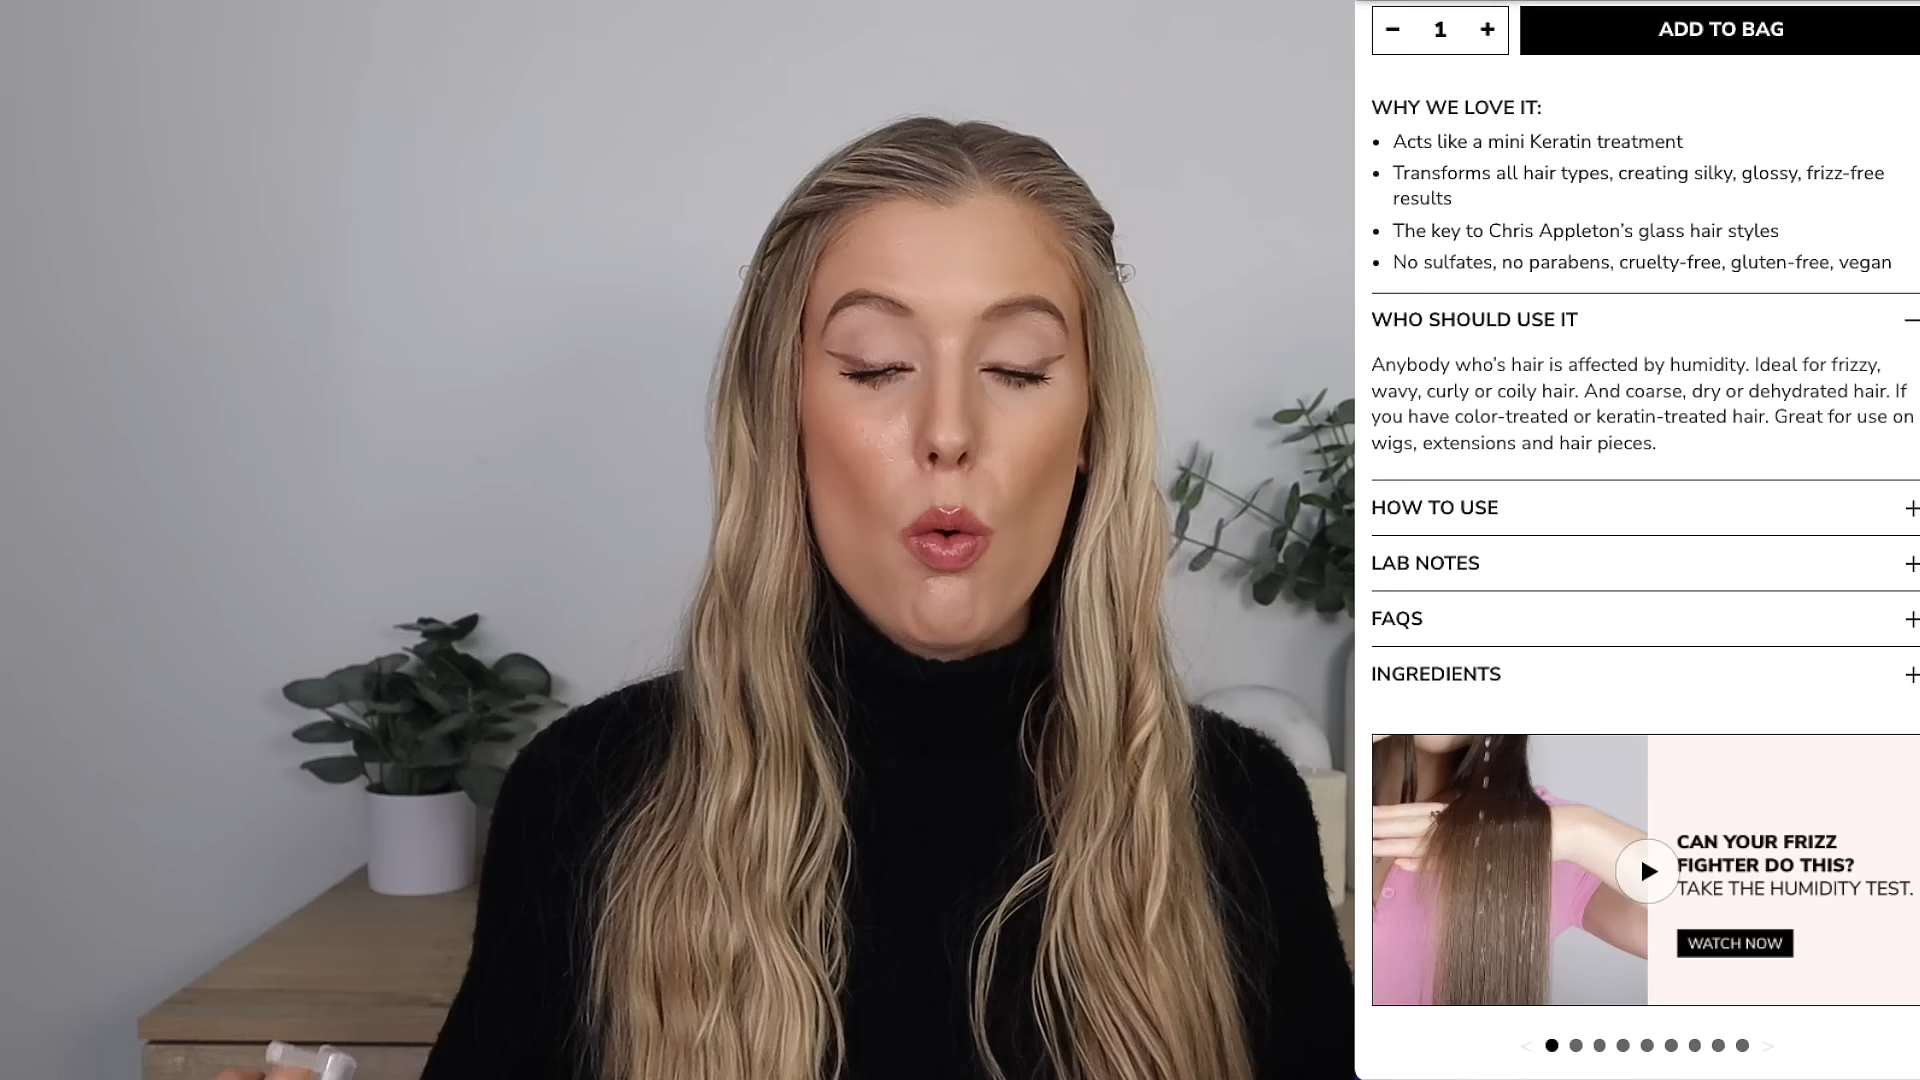 − 1 + ADD TO BAG
WHY WE LOVE IT:
• Acts like a mini Keratin treatment
• Transforms all hair types, creating silky, glossy, frizz-free
results
• The key to Chris Appleton's glass hair styles
• No sulfates, no parabens, cruelty-free, gluten-free, vegan
WHO SHOULD USE IT −
Anybody who's hair is affected by humidity. Ideal for frizzy,
wavy, curly or coily hair. And coarse, dry or dehydrated hair. If
you have color-treated or keratin-treated hair. Great for use on
wigs, extensions and hair pieces.
HOW TO USE +
LAB NOTES +
FAQS +
INGREDIENTS +
CAN YOUR FRIZZ
FIGHTER DO THIS?
TAKE THE HUMIDITY TEST.
WATCH NOW